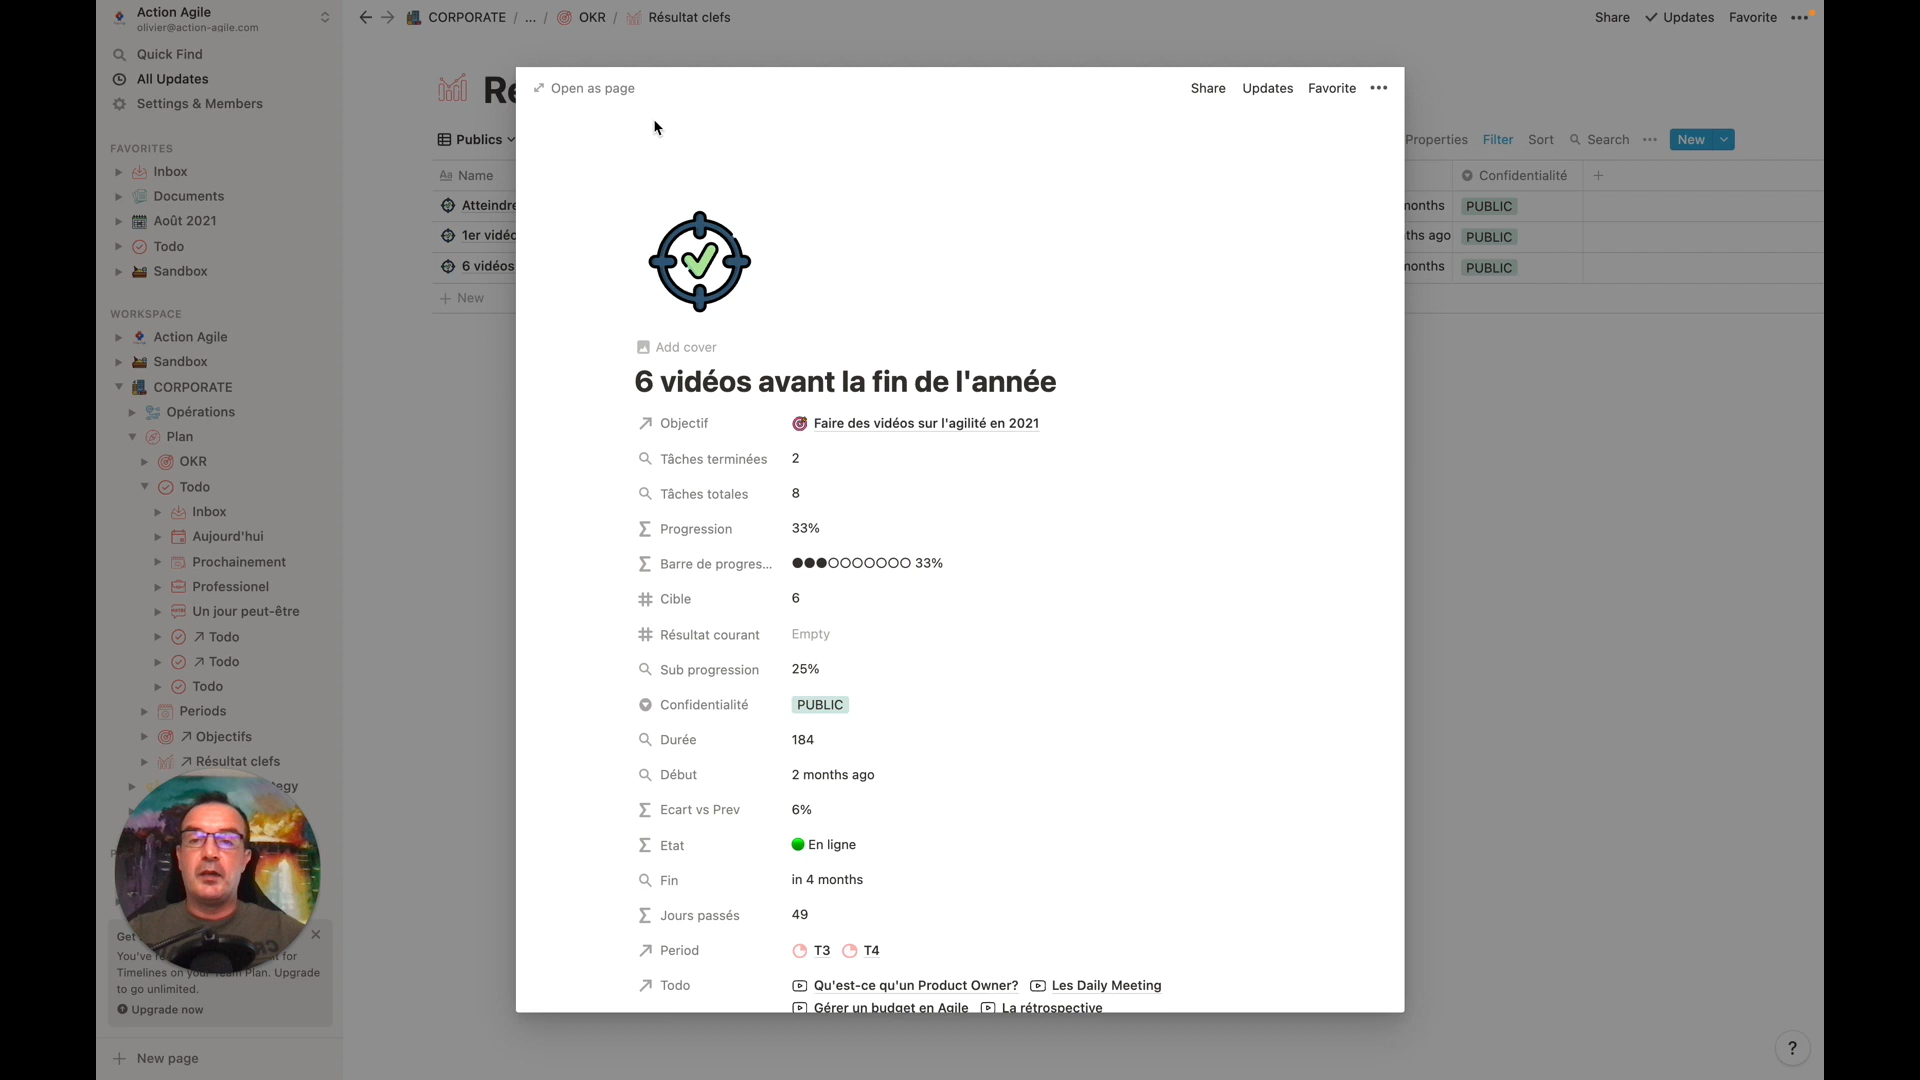 Action Agile
olivier@action-agile.com
Quick Find
All Updates
Settings & Members
FAVORITES
Inbox
Documents
Août 2021
Todo
Sandbox
WORKSPACE
Action Agile
Sandbox
CORPORATE
Opérations
Plan
OKR
Todo
Inbox
Aujourd'hui
Prochainement
Professionel
Un jour peut-être
Todo
Todo
Todo
Periods
Objectifs
Résultat clefs
Timelines on your Team Plan. Upgrade
to go unlimited.
Upgrade now
New page
CORPORATE / ... / OKR / Résultat clefs
Share Updates Favorite
Publics
Properties Filter Sort Search New
Aa Name
Confidentialité
Atteindre
months PUBLIC
1er vidéo
ths ago PUBLIC
6 vidéos
months PUBLIC
New
Open as page
Share Updates Favorite
Add cover
6 vidéos avant la fin de l'année
Objectif Faire des vidéos sur l'agilité en 2021
Tâches terminées 2
Tâches totales 8
Progression 33%
Barre de progres... ●●●○○○○○○○ 33%
Cible 6
Résultat courant Empty
Sub progression 25%
Confidentialité PUBLIC
Durée 184
Début 2 months ago
Ecart vs Prev 6%
Etat En ligne
Fin in 4 months
Jours passés 49
Period T3 T4
Todo Qu'est-ce qu'un Product Owner? Les Daily Meeting
Gérer un budget en Agile La rétrospective
?